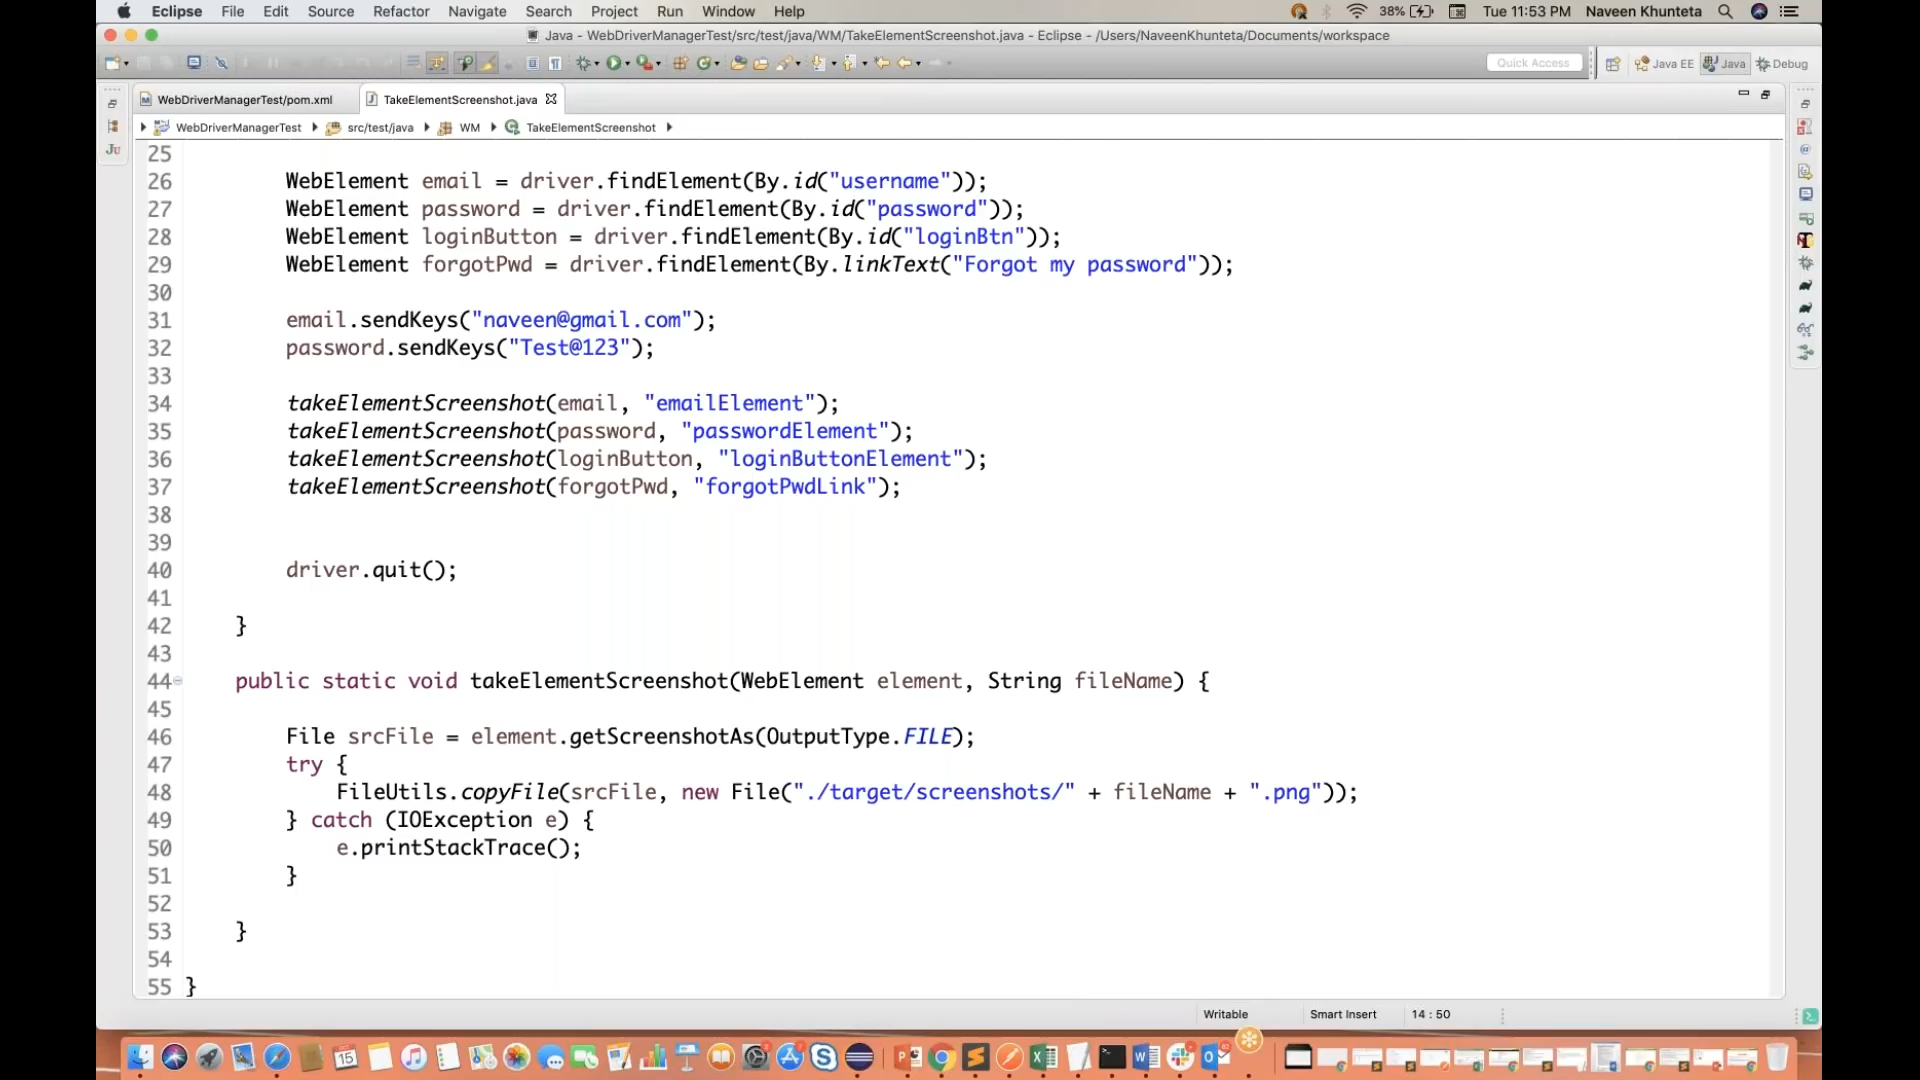 Eclipse File Edit Source Refactor Navigate Search Project Run Window Help 38% Tue 11:53 PM Naveen Khunteta
Java - WebDriverManagerTest/src/test/java/WM/TakeElementScreenshot.java - Eclipse - /Users/NaveenKhunteta/Documents/workspace
Quick Access Java EE Java Debug
WebDriverManagerTest/pom.xml TakeElementScreenshot.java
WebDriverManagerTest src/test/java WM TakeElementScreenshot
25
26 WebElement email = driver.findElement(By.id("username"));
27 WebElement password = driver.findElement(By.id("password"));
28 WebElement loginButton = driver.findElement(By.id("loginBtn"));
29 WebElement forgotPwd = driver.findElement(By.linkText("Forgot my password"));
30
31 email.sendKeys("naveen@gmail.com");
32 password.sendKeys("Test@123");
33
34 takeElementScreenshot(email, "emailElement");
35 takeElementScreenshot(password, "passwordElement");
36 takeElementScreenshot(loginButton, "loginButtonElement");
37 takeElementScreenshot(forgotPwd, "forgotPwdLink");
38
39
40 driver.quit();
41
42 }
43
44 public static void takeElementScreenshot(WebElement element, String fileName) {
45
46 File srcFile = element.getScreenshotAs(OutputType.FILE);
47 try {
48 FileUtils.copyFile(srcFile, new File("./target/screenshots/" + fileName + ".png"));
49 } catch (IOException e) {
50 e.printStackTrace();
51 }
52
53 }
54
55 }
Writable Smart Insert 14 : 50